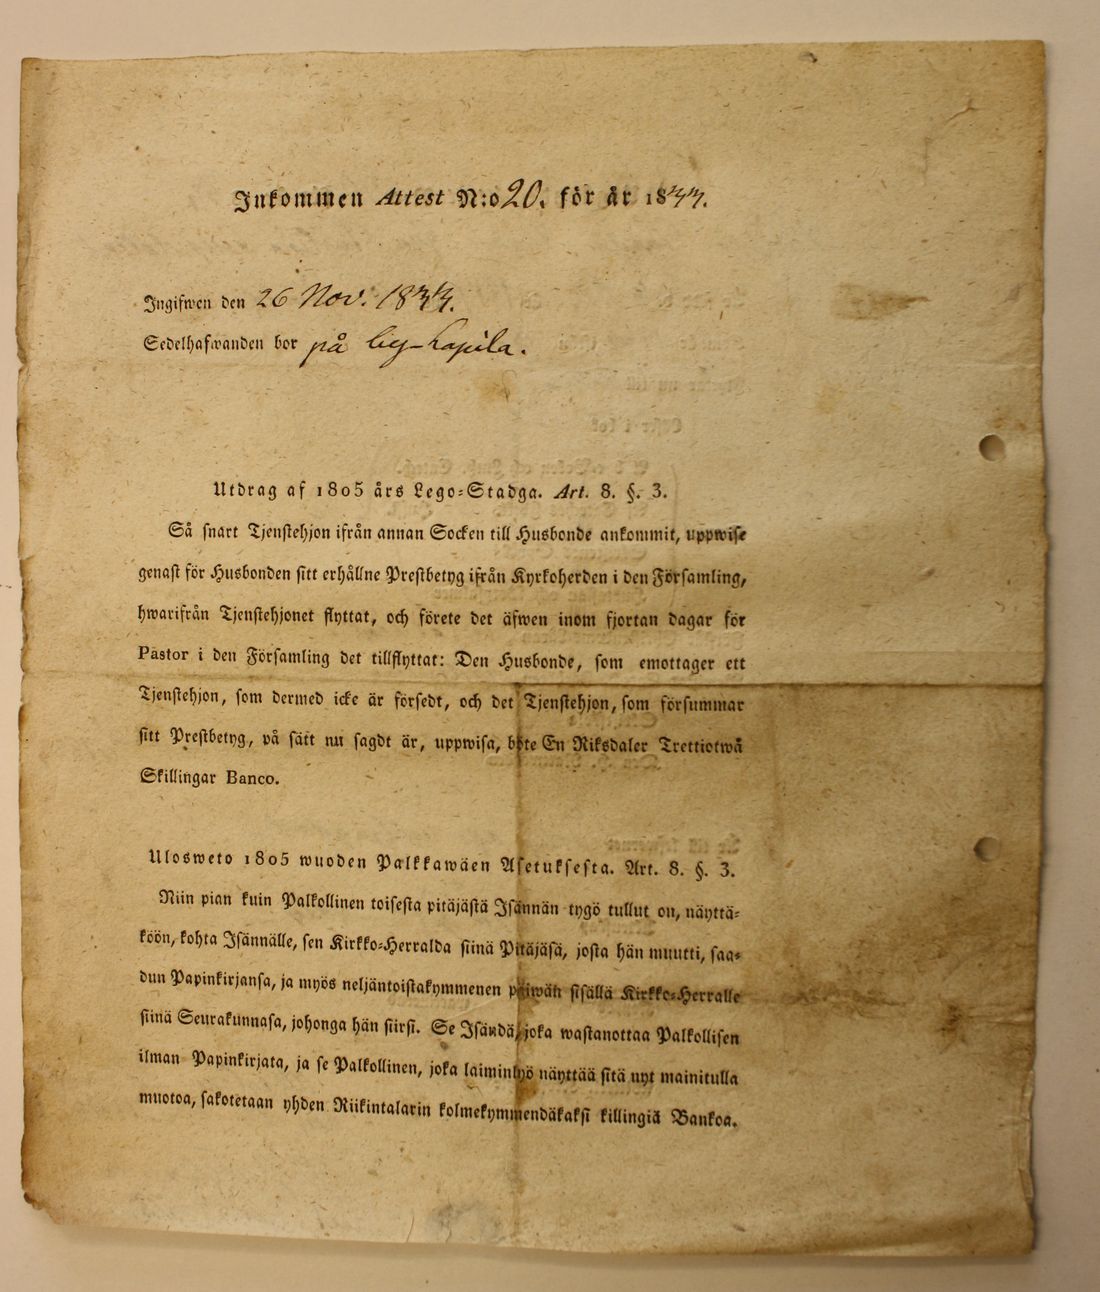 Inkommen Attest N:o 20. för år 1833.
Ingifwen den 26 Nov. 1833.
Sedelhafwanden bor på
Utdrag af 1805 års Lego-Stadga. Art. 8. §. 3.
Så snart Tjenstehjon ifrån annan Socken till Husbonde ankommit, uppwise
genast för Husbonden sitt erhållne Prestbetyg ifrån Kyrkoherden i den Församling,
hwarifrån Tjenstehjonet flyttat, och förete det äfwen inom fjortan dagar för
Pastor i den Församling det tillflyttat: Den Husbonde, som emottager ett
Tjenstehjon, som dermed icke är försedt, och det Tjenstehjon, som försummar
sitt Prestbetyg, på sätt nu sagdt är, uppwisa, böte En Riksdaler Trettiotwå
Skillingar Banco.
Ulosweto 1805 wuoden Palkkawäen Asetuksesta. Art. 8. §. 3.
Niin pian kuin Palkollinen toisesta pitäjästä Isännän tygö tullut on, näyttä-
köön, kohta Isännälle, sen Kirkko-Herralda siinä Pitäjäsä, josta hän muutti, saa-
dun Papinkirjansa, ja myös neljäntoistakymmenen päiwän sisällä Kirkko-Herralle
siinä Seurakunnasa, johonga hän siirsi. Se Isändä, joka wastanottaa Palkollisen
ilman Papinkirjata, ja se Palkollinen, joka laiminlyö näyttää sitä nyt mainitulla
muotoa, sakotetaan yhden Riikintalarin kolmekymmendäkaksi killingiä Bankoa.